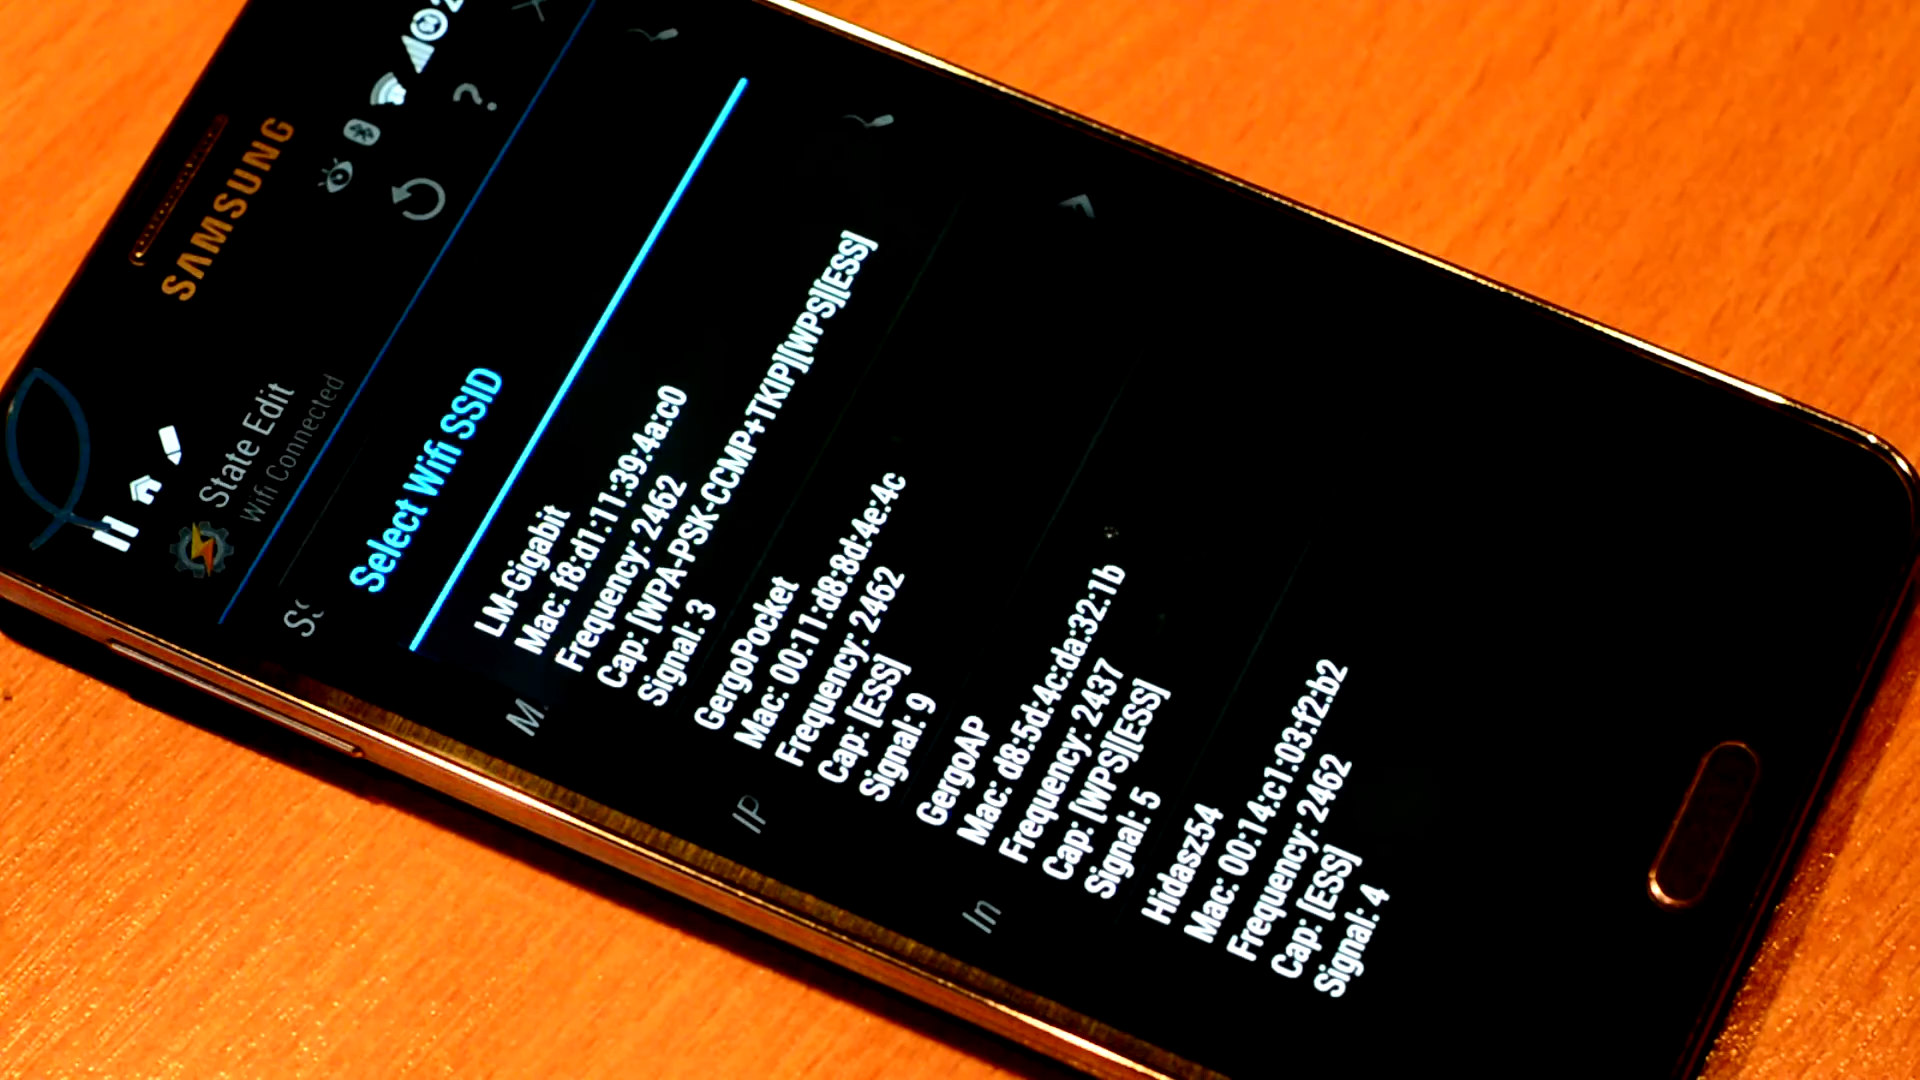 SAMSUNG
State Edit
Wifi Connected
Select Wifi SSID
LM-Gigabit
Mac: f8:d1:11:39:4a:c0
Frequency: 2462
Cap: [WPA-PSK-CCMP+TKIP][WPS][ESS]
Signal: 3
GergoPocket
Mac: 00:11:d8:8d:4e:4c
Frequency: 2462
Cap: [ESS]
Signal: 9
GergoAP
Mac: d8:5d:4c:da:32:1b
Frequency: 2437
Cap: [WPS][ESS]
Signal: 5
Hidasz54
Mac: 00:14:c1:03:f2:b2
Frequency: 2462
Cap: [ESS]
Signal: 4
M
IP
In